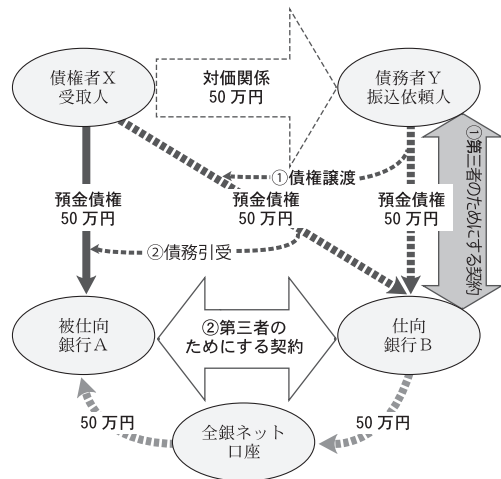 債権者X
受取人
対価関係
50万円
債務者Y
振込依頼人
①債権譲渡
預金債権
50万円
預金債権
50万円
預金債権
50万円
①第三者のためにする契約
②債務引受
被仕向
銀行A
②第三者の
ためにする契約
仕向
銀行B
50万円
全銀ネット
口座
50万円